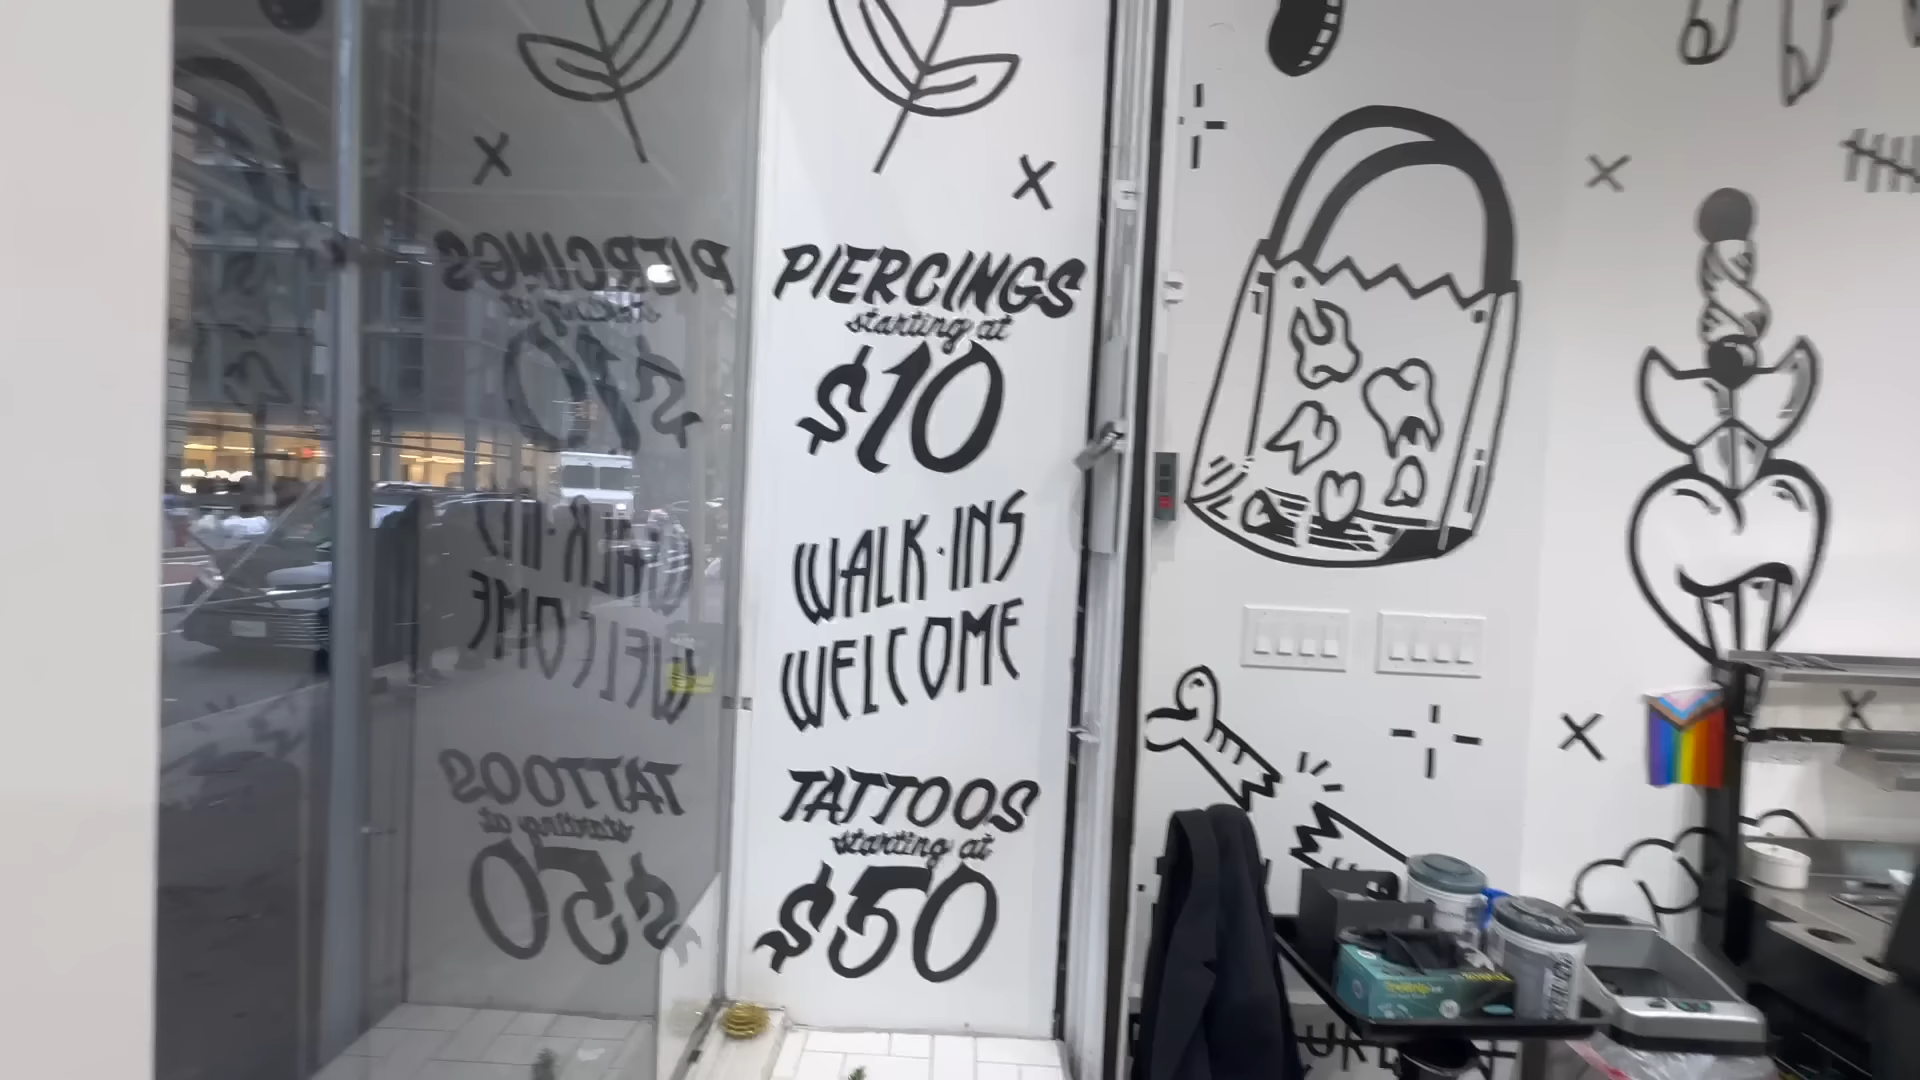 PIERCINGS
starting at
$10
WALK·INS
WELCOME
TATTOOS
starting at
$50